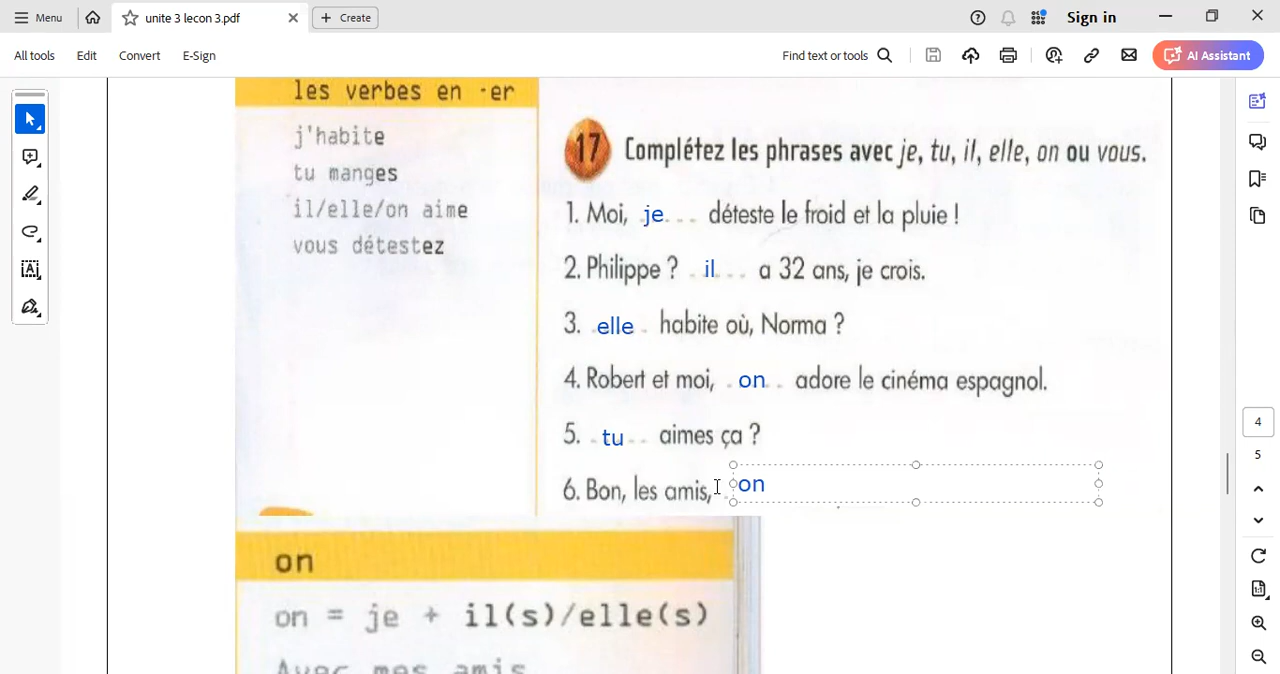 Menu
unite 3 lecon 3.pdf
Create
Sign in
All tools
Edit
Convert
E-Sign
Find text or tools
AI Assistant
les verbes en -er
j'habite
tu manges
il/elle/on aime
vous détestez
17 Complétez les phrases avec je, tu, il, elle, on ou vous.
1. Moi, je... déteste le froid et la pluie !
2. Philippe ? il... a 32 ans, je crois.
3. elle habite où, Norma ?
4. Robert et moi, on adore le cinéma espagnol.
5. tu aimes ça ?
6. Bon, les amis, on
on
on = je + il(s)/elle(s)
Avec mes amis
4
5